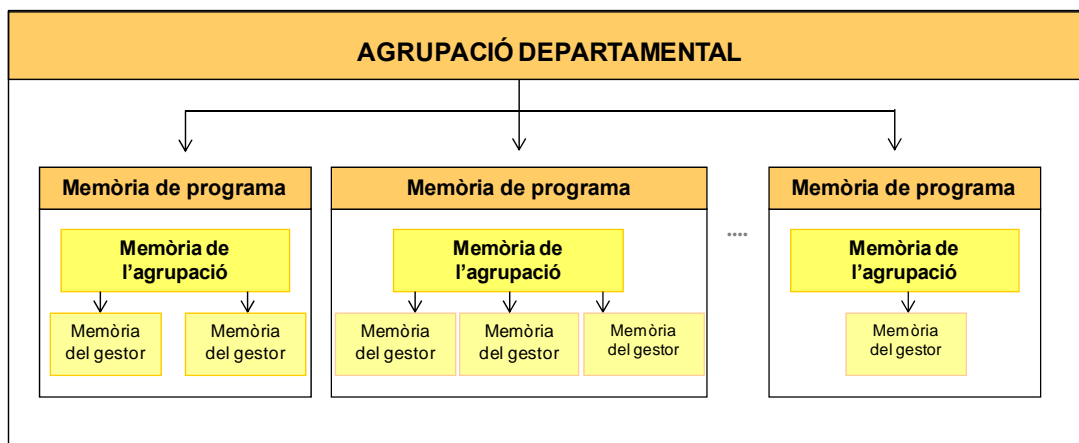 AGRUPACIÓ DEPARTAMENTAL
Memòria de programa
Memòria de
l'agrupació
Memòria
del gestor
Memòria
del gestor
Memòria de programa
Memòria de
l'agrupació
Memòria
del gestor
Memòria
del gestor
Memòria
del gestor
....
Memòria de programa
Memòria de
l'agrupació
Memòria
del gestor